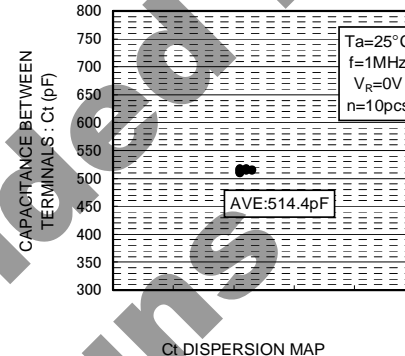 CAPACITANCE BETWEEN
TERMINALS : Ct (pF)
800
750
700
650
600
550
500
450
400
350
300
Ta=25°C
f=1MHz
VR=0V
n=10pcs
AVE:514.4pF
Ct DISPERSION MAP